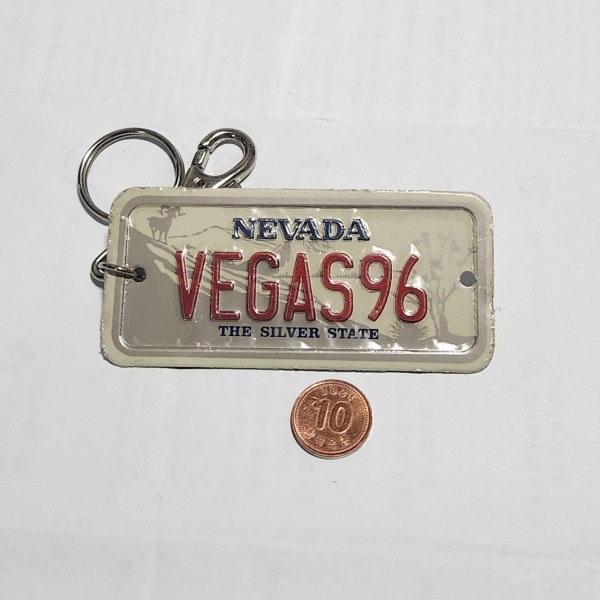 NEVADA
VEGAS96
THE SILVER STATE
10